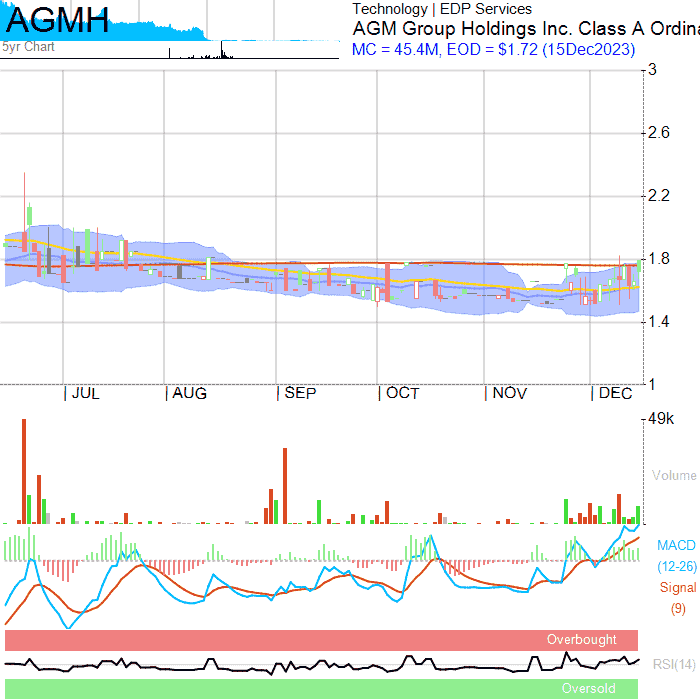 AGMH
5yr Chart
Technology | EDP Services
AGM Group Holdings Inc. Class A Ordina
MC = 45.4M, EOD = $1.72 (15Dec2023)
3
2.6
2.2
1.8
1.4
1
JUL
AUG
SEP
OCT
NOV
DEC
49k
Volume
MACD
(12-26)
Signal
(9)
Overbought
RSI(14)
Oversold